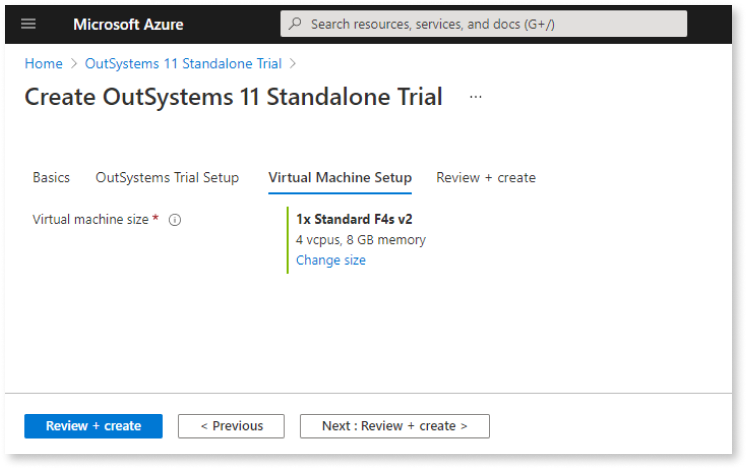 Microsoft Azure
Search resources, services, and docs (G+/)
Home > OutSystems 11 Standalone Trial >
Create OutSystems 11 Standalone Trial ...
Basics OutSystems Trial Setup Virtual Machine Setup Review + create
Virtual machine size * 1x Standard F4s v2
4 vcpus, 8 GB memory
Change size
Review + create < Previous Next : Review + create >